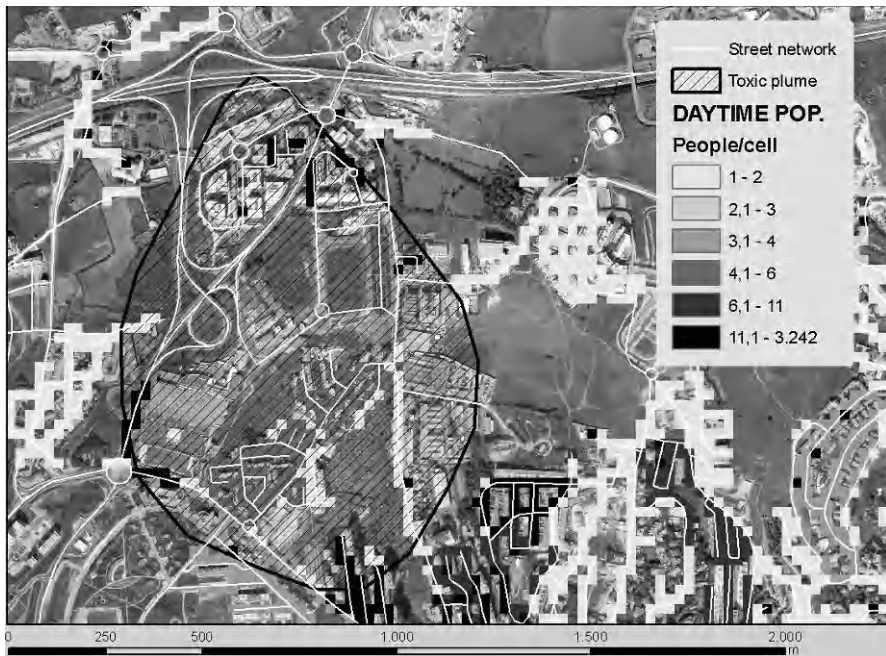 Street network
Toxic plume
DAYTIME POP.
People/cell
1 - 2
2,1 - 3
3,1 - 4
4,1 - 6
6,1 - 11
11,1 - 3.242
0 250 500 1.000 1.500 2.000
m